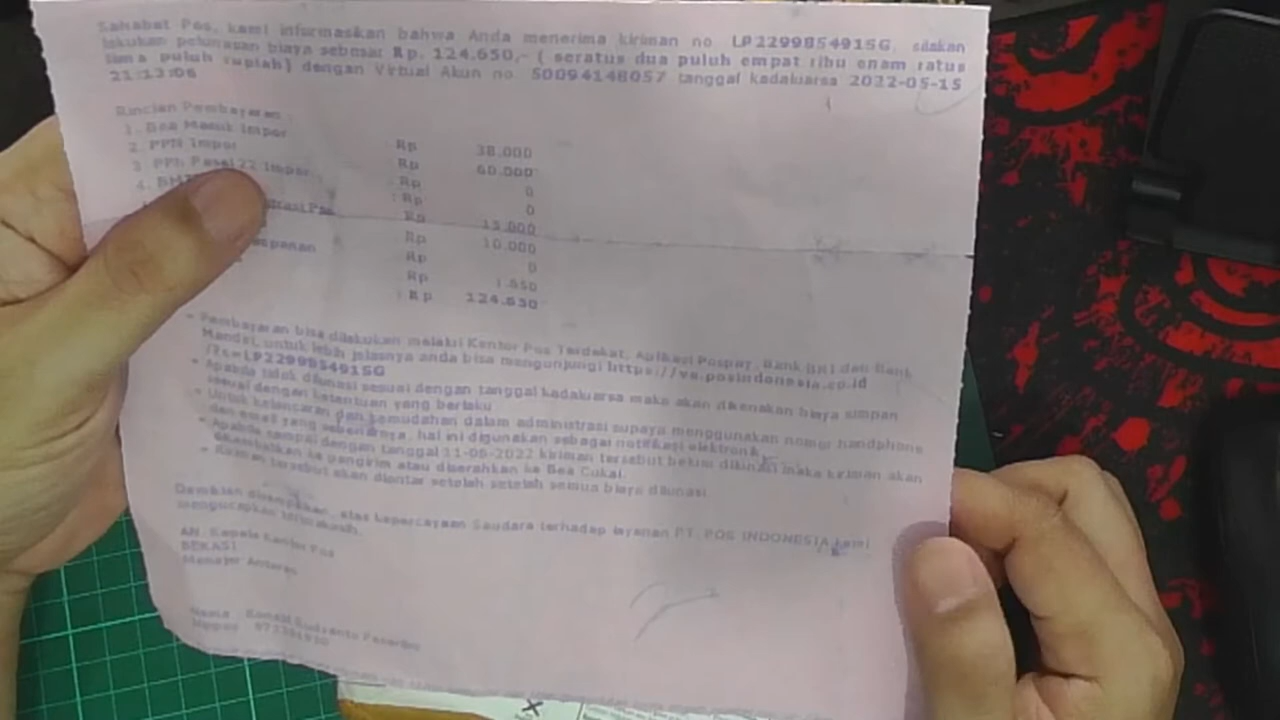 Sahabat Pos, kami informasikan bahwa Anda menerima kiriman no LP229985491SG, silakan
lakukan pelunasan biaya sebesar Rp. 124.650,- ( seratus dua puluh empat ribu enam ratus
lima puluh rupiah) dengan Virtual Akun no. 50094148057 tanggal kadaluarsa 2022-05-15
21:13:06
Rincian Pembayaran :
1. Bea Masuk Impor Rp 38.000
2. PPN Impor Rp 60.000
3. PPh Pasal 22 Impor : Rp 0
4. : Rp 0
Rp 15.000
Rp 10.000
Rp 0
Rp 1.650
: Rp 124.650
- Pembayaran bisa dilakukan melalui Kantor Pos Terdekat, Aplikasi Pospay, Bank BRI dan Bank
Mandiri, untuk lebih jelasnya anda bisa mengunjungi https://va.posindonesia.co.id
LP229985491SG
- Apabila tidak dilunasi sesuai dengan tanggal kadaluarsa maka akan dikenakan biaya simpan
sesuai dengan ketentuan yang berlaku
- Untuk kelancaran dan kemudahan dalam administrasi supaya menggunakan nomor handphone
dan email yang sebenarnya, hal ini digunakan sebagai notifikasi elektronik.
- Apabila sampai dengan tanggal kiriman tersebut belum maka kiriman akan
dikembalikan ke pengirim atau diserahkan ke Bea Cukai.
- Kiriman tersebut akan diantar setelah setelah semua biaya dilunasi
Demikian disampaikan, atas kepercayaan Saudara terhadap layanan PT. POS INDONESIA kami
mengucapkan terimakasih.
AN. Kepala Kantor Pos
BEKASI
Manajer Antaran
Nama
Nippos